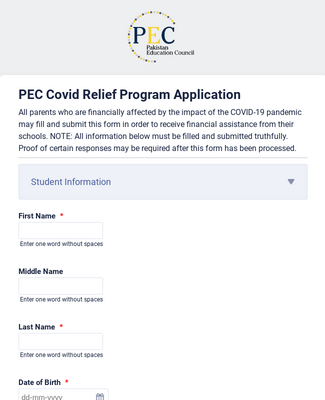 PEC
Pakistan
Education Council
PEC Covid Relief Program Application
All parents who are financially affected by the impact of the COVID-19 pandemic
may fill and submit this form in order to receive financial assistance from their
schools. NOTE: All information below must be filled and submitted truthfully.
Proof of certain responses may be required after this form has been processed.
Student Information
First Name *
Enter one word without spaces
Middle Name
Enter one word without spaces
Last Name *
Enter one word without spaces
Date of Birth *
dd-mm-yyyy